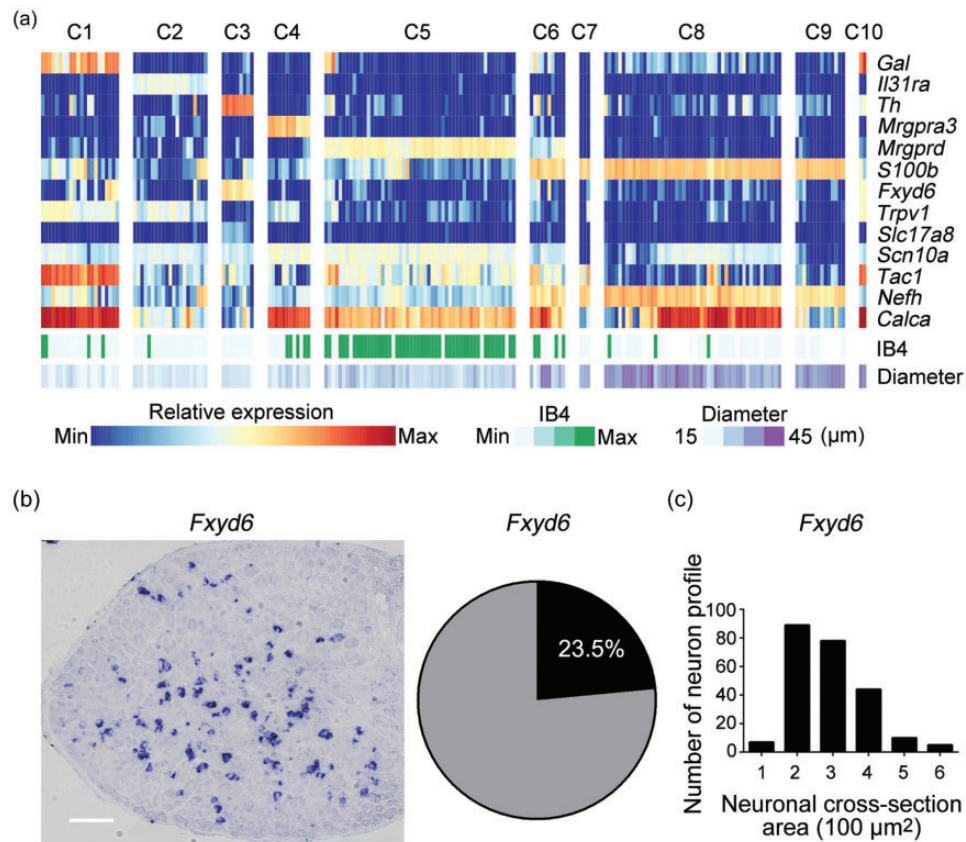 (a)
C1 C2 C3 C4 C5 C6 C7 C8 C9 C10
Gal
Il31ra
Th
Mrgpra3
Mrgprd
S100b
Fxyd6
Trpv1
Slc17a8
Scn10a
Tac1
Nefh
Calca
IB4
Diameter
Relative expression IB4 Diameter
Min Max Min Max 15 45 (µm)
(b)
Fxyd6
Fxyd6
23.5%
(c)
Fxyd6
Number of neuron profile
100
80
60
40
20
0
1 2 3 4 5 6
Neuronal cross-section
area (100 µm²)